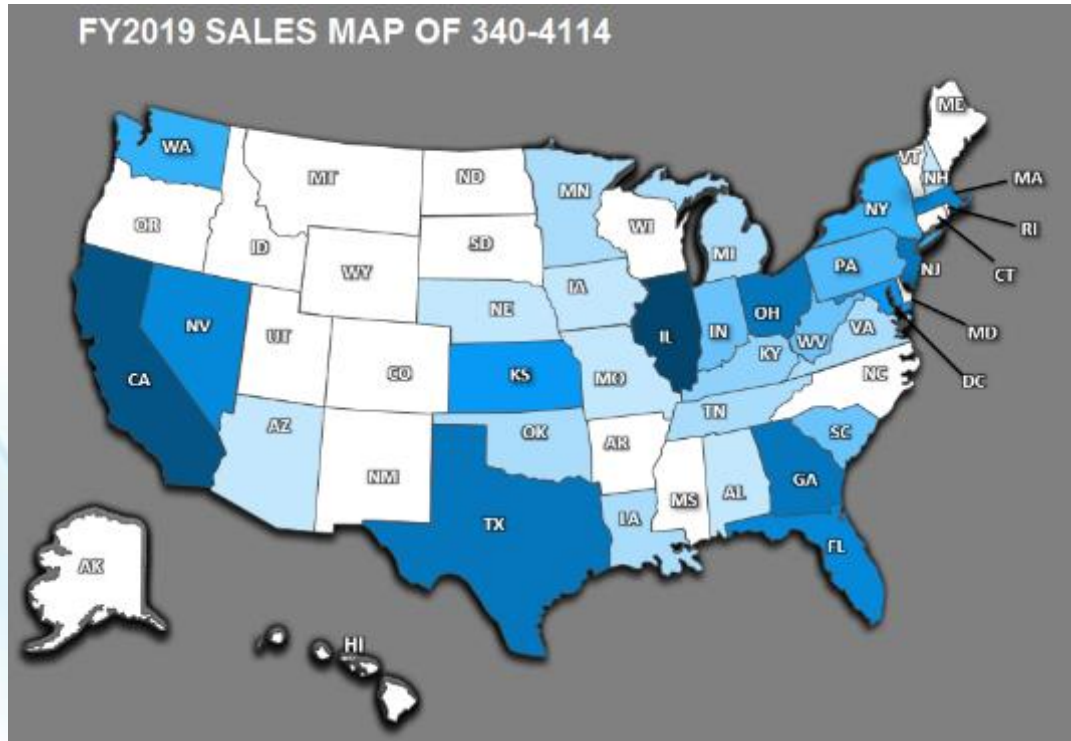 FY2019 SALES MAP OF 340-4114
ME
WA
VT
MT
ND
NH
MA
MN
OR
NY
WI
RI
ID
SD
MI
WY
PA
CT
NJ
IA
NE
OH
NV
IL
IN
MD
UT
WV
VA
CO
KS
KY
CA
MO
DC
NC
TN
AZ
OK
SC
AR
NM
GA
MS
AL
TX
LA
FL
AK
HI